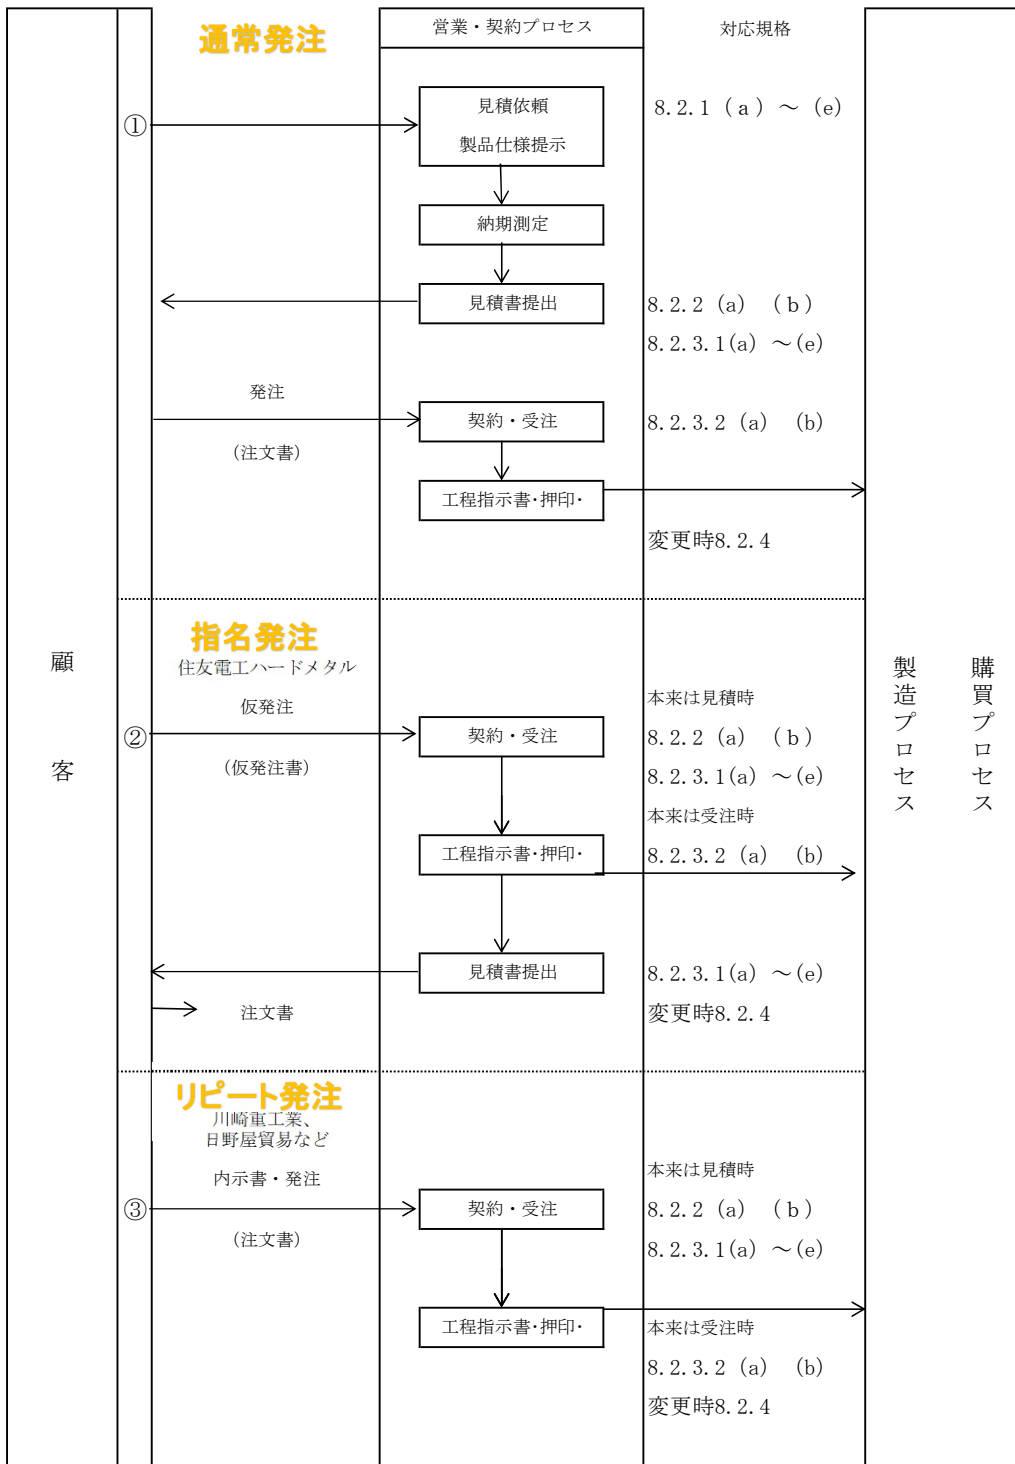 通常発注
営業・契約プロセス
対応規格
①
見積依頼
製品仕様提示
8.2.1 (a) ～ (e)
納期測定
見積書提出
8.2.2 (a) (b)
8.2.3.1(a) ～(e)
発注
(注文書)
契約・受注
8.2.3.2 (a) (b)
工程指示書･押印･
変更時8.2.4
指名発注
住友電工ハードメタル
仮発注
②
(仮発注書)
契約・受注
本来は見積時
8.2.2 (a) (b)
8.2.3.1(a) ～(e)
本来は受注時
工程指示書･押印･
8.2.3.2 (a) (b)
見積書提出
8.2.3.1(a) ～(e)
注文書
変更時8.2.4
リピート発注
川崎重工業、
日野屋貿易など
内示書・発注
③
(注文書)
契約・受注
本来は見積時
8.2.2 (a) (b)
8.2.3.1(a) ～(e)
工程指示書･押印･
本来は受注時
8.2.3.2 (a) (b)
変更時8.2.4
顧客
製造プロセス
購買プロセス